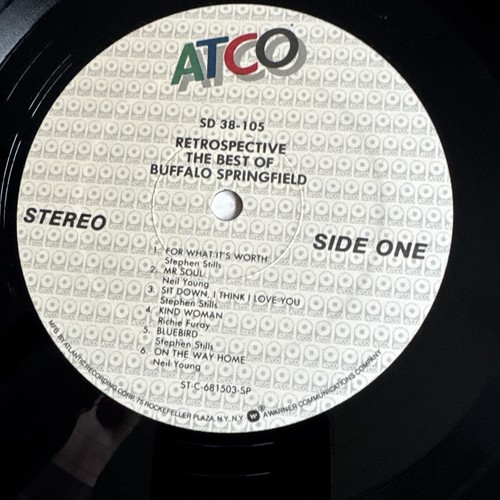 ATCO
SD 38-105
RETROSPECTIVE
THE BEST OF
BUFFALO SPRINGFIELD
STEREO
SIDE ONE
1. FOR WHAT IT'S WORTH
Stephen Stills
2. MR SOUL
Neil Young
3. SIT DOWN, I THINK I LOVE YOU
Stephen Stills
4. KIND WOMAN
Richie Furay
5. BLUEBIRD
Stephen Stills
6. ON THE WAY HOME
Neil Young
ST-C-681503-SP
MFG. BY ATLANTIC RECORDING CORP. 75 ROCKEFELLER PLAZA, N.Y. N.Y. ® A WARNER COMMUNICATIONS COMPANY